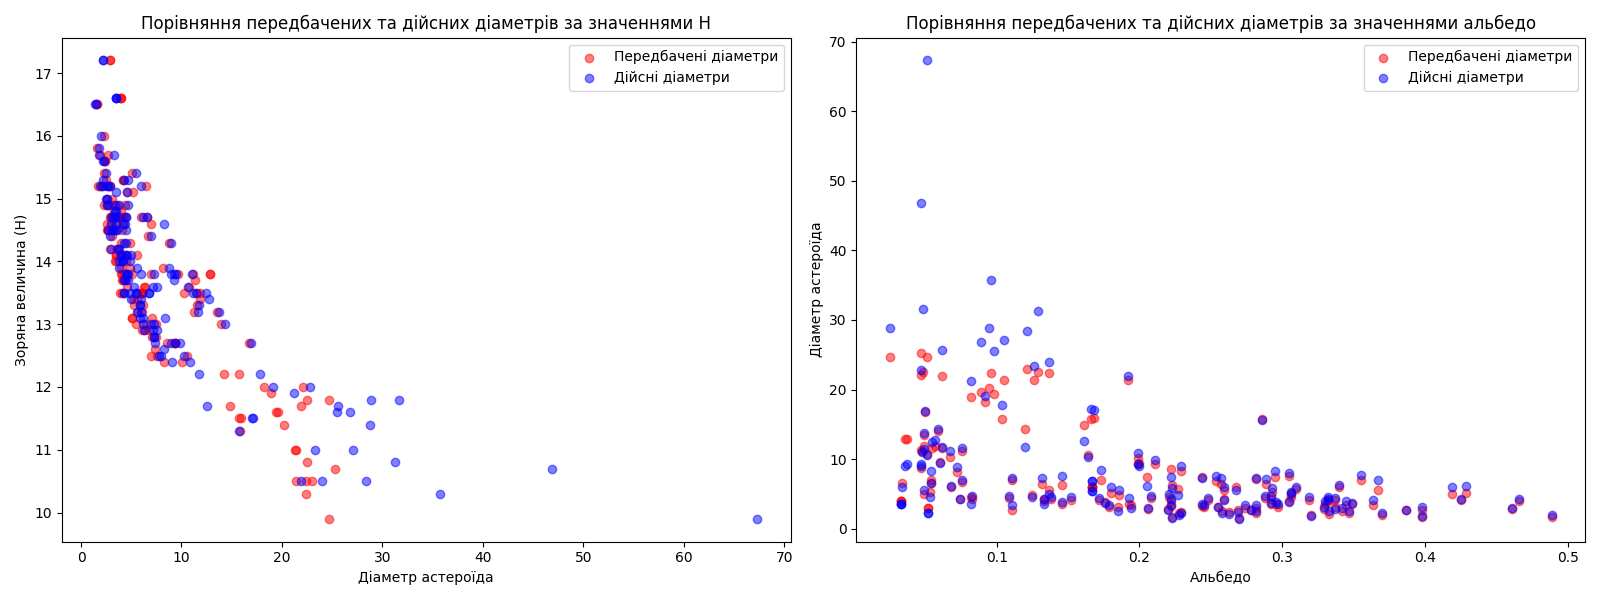 Порівняння передбачених та дійсних діаметрів за значеннями H
Передбачені діаметри
Дійсні діаметри
17
16
15
14
13
12
11
10
Зоряна величина (H)
0 10 20 30 40 50 60 70
Діаметр астероїда
Порівняння передбачених та дійсних діаметрів за значеннями альбедо
Передбачені діаметри
Дійсні діаметри
70
60
50
40
30
20
10
0
Діаметр астероїда
0.1 0.2 0.3 0.4 0.5
Альбедо